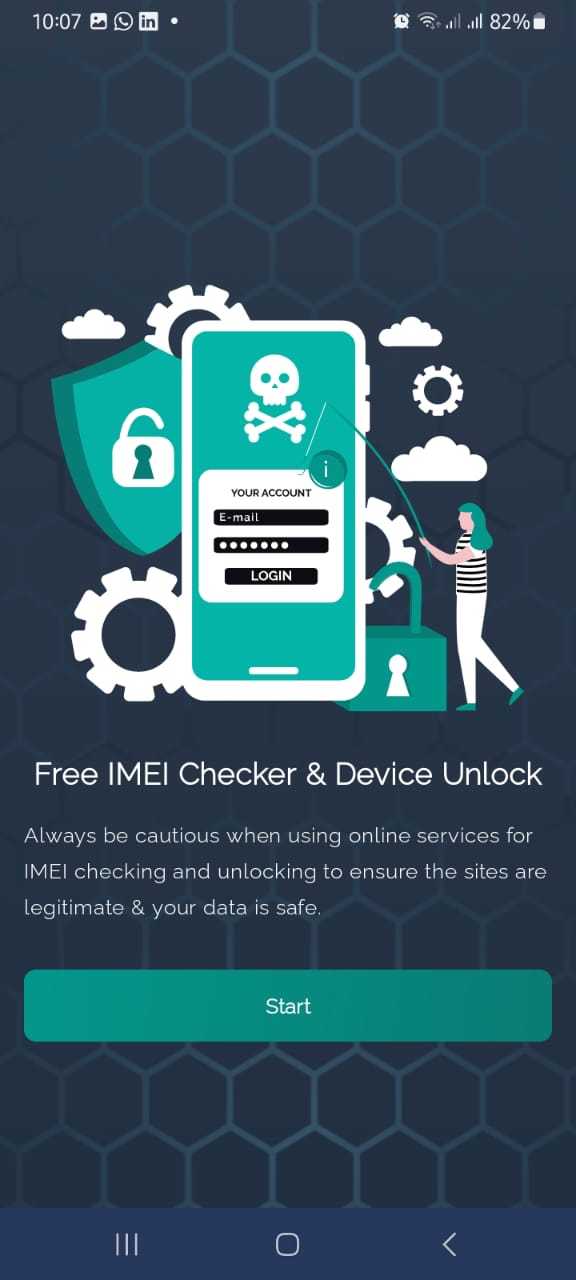 10:07
82%
i
YOUR ACCOUNT
E-mail
LOGIN
Free IMEI Checker & Device Unlock
Always be cautious when using online services for
IMEI checking and unlocking to ensure the sites are
legitimate & your data is safe.
Start